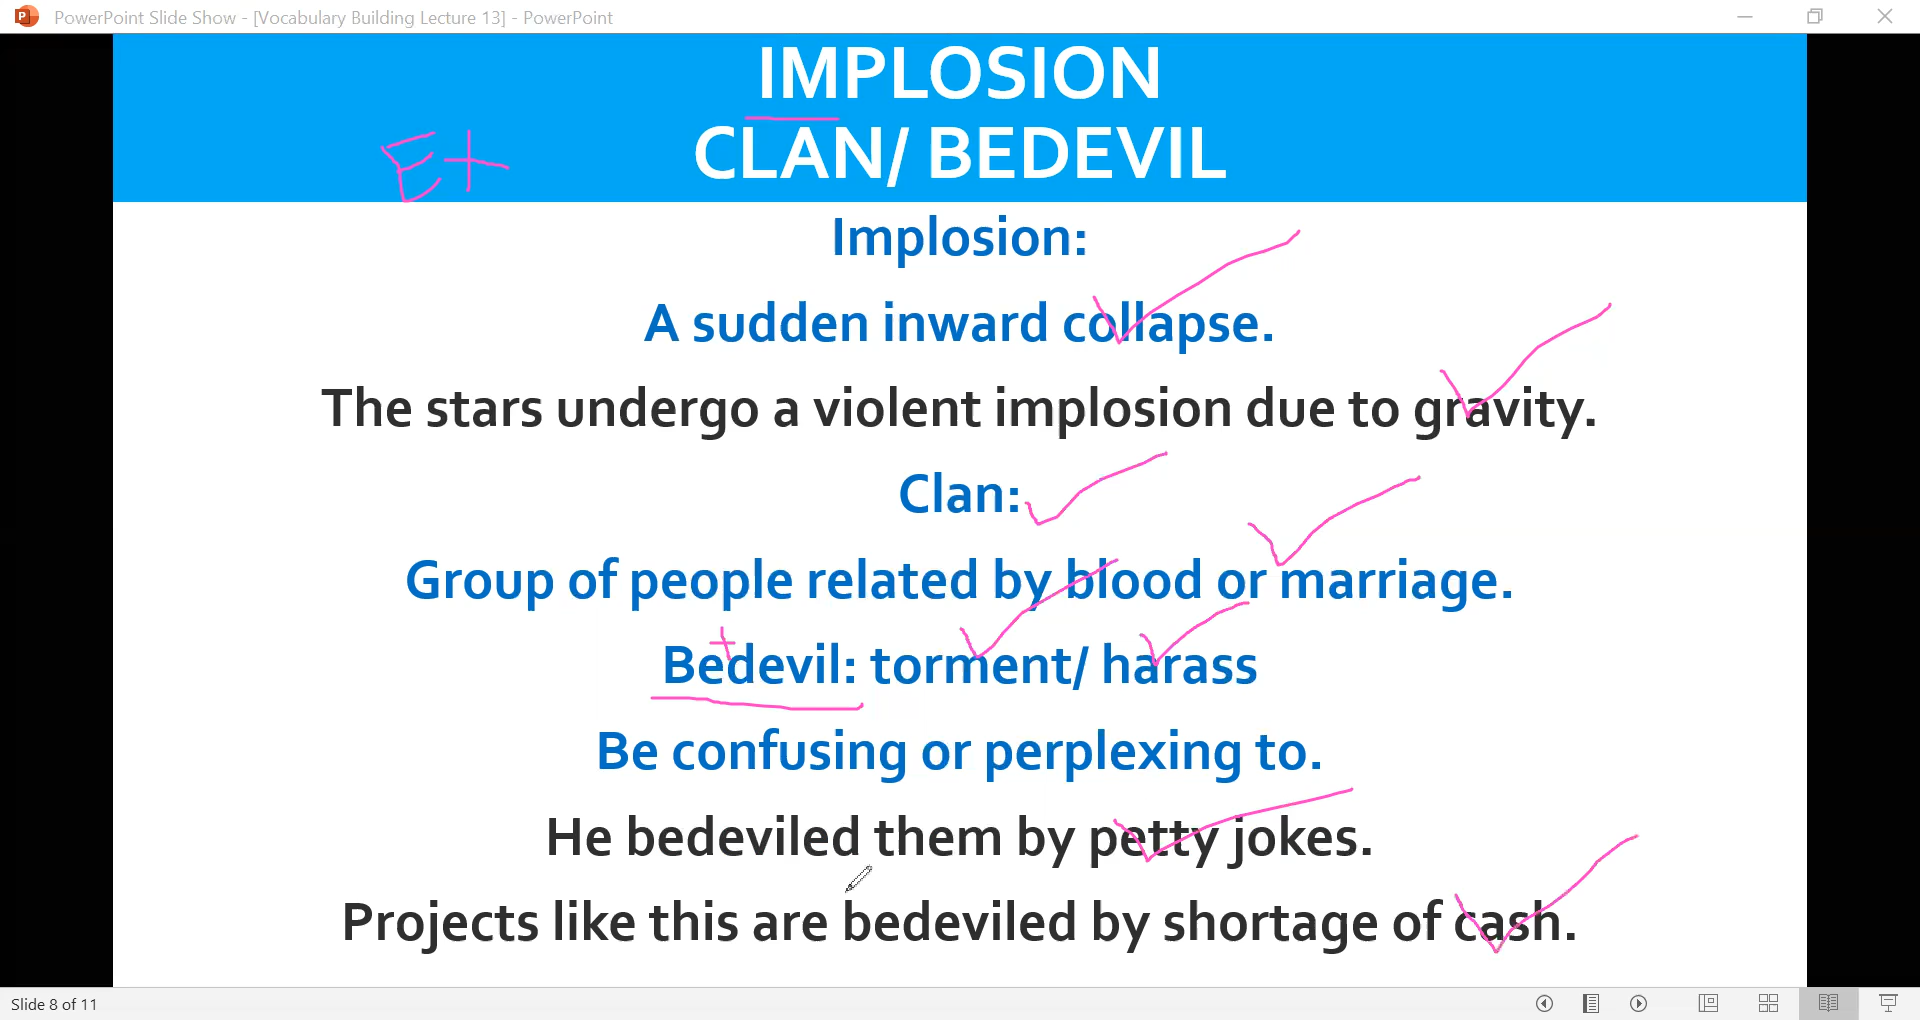 PowerPoint Slide Show - [Vocabulary Building Lecture 13] - PowerPoint
IMPLOSION
CLAN/ BEDEVIL
E+
Implosion:
A sudden inward collapse.
The stars undergo a violent implosion due to gravity.
Clan:
Group of people related by blood or marriage.
Bedevil: torment/ harass
Be confusing or perplexing to.
He bedeviled them by petty jokes.
Projects like this are bedeviled by shortage of cash.
Slide 8 of 11